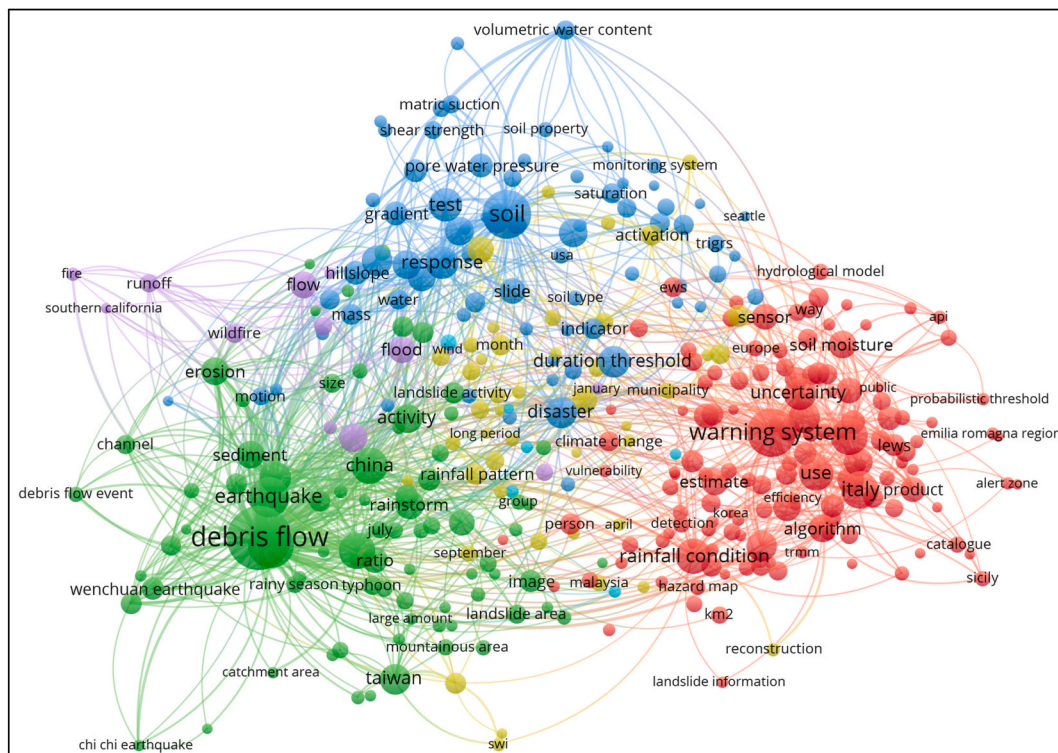 volumetric water content
matric suction
shear strength
soil property
pore water pressure
monitoring system
saturation
test
soil
gradient
activation
seattle
trigrs
usa
response
fire
runoff
hillslope
flow
hydrological model
ews
slide
southern california
water
soil type
mass
way
sensor
api
wildfire
indicator
flood
wind
month
europe
soil moisture
duration threshold
erosion
size
motion
landslide activity
january
municipality
uncertainty
public
probabilistic threshold
disaster
activity
channel
long period
climate change
warning system
emilia romagna region
lews
sediment
china
rainfall pattern
vulnerability
use
estimate
italy
product
alert zone
debris flow event
earthquake
rainstorm
group
efficiency
korea
july
person
april
detection
algorithm
debris flow
september
rainfall condition
trmm
catalogue
ratio
wenchuan earthquake
rainy season
typhoon
image
malaysia
hazard map
sicily
large amount
landslide area
km2
mountainous area
reconstruction
catchment area
taiwan
landslide information
chi chi earthquake
swi